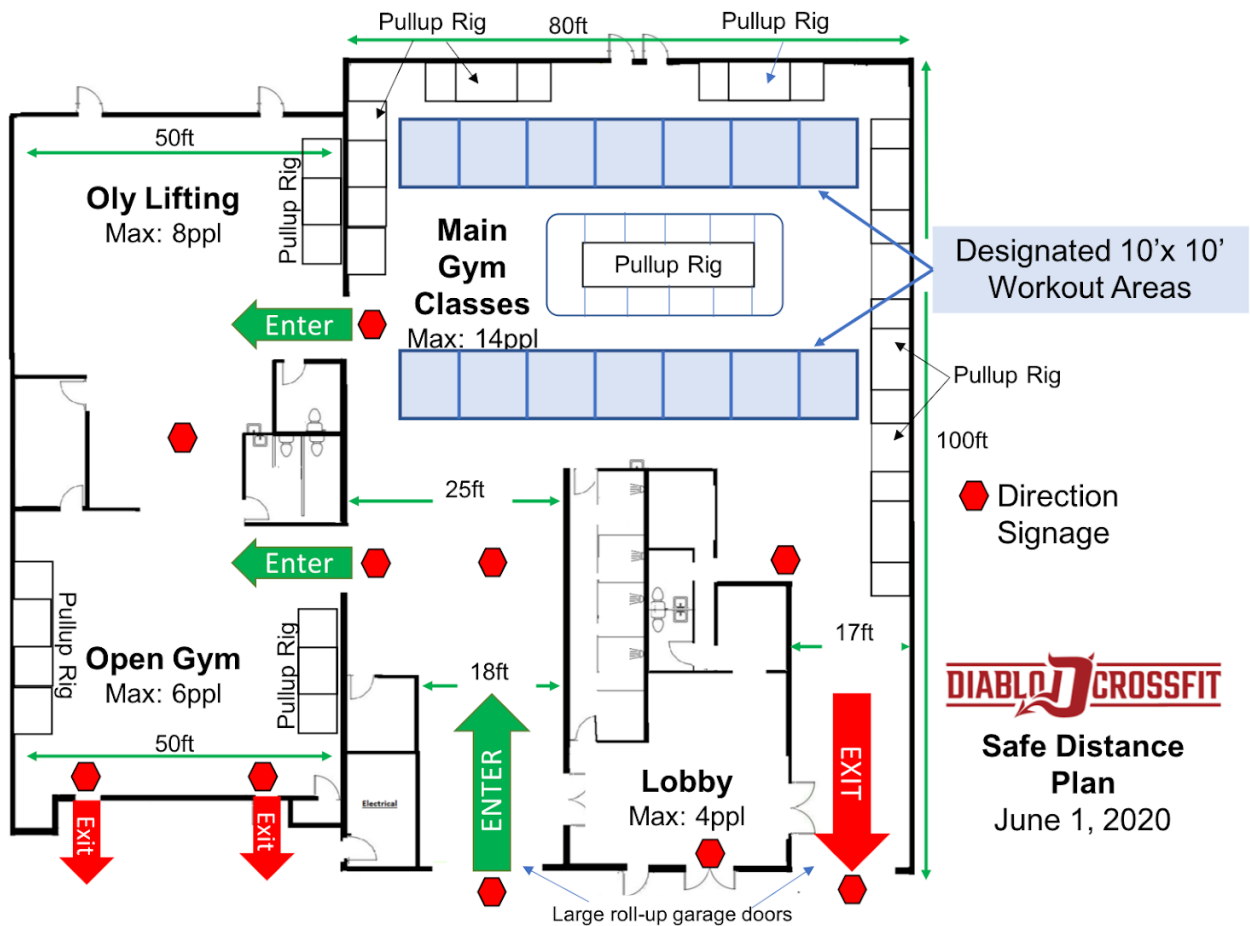 Pullup Rig
80ft
Pullup Rig
50ft
Oly Lifting
Max: 8ppl
Pullup Rig
Main
Gym
Classes
Max: 14ppl
Pullup Rig
Designated 10’x 10’
Workout Areas
Enter
Pullup Rig
100ft
25ft
Direction
Signage
Enter
Pullup Rig
Open Gym
Max: 6ppl
Pullup Rig
18ft
17ft
50ft
ENTER
EXIT
Lobby
Max: 4ppl
Electrical
Exit
Exit
DIABLO D CROSSFIT
Safe Distance
Plan
June 1, 2020
Large roll-up garage doors